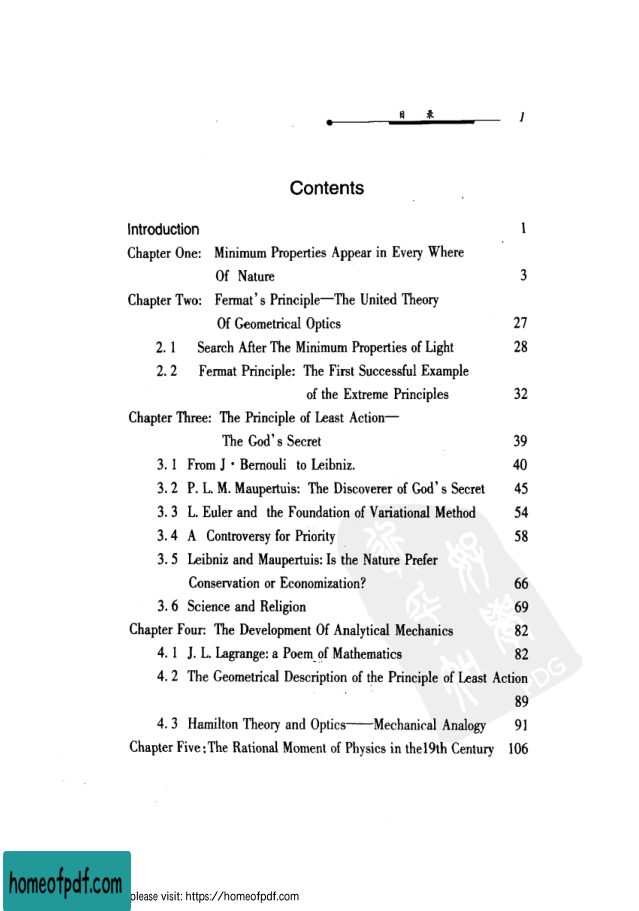 目 录 1
Contents
Introduction 1
Chapter One: Minimum Properties Appear in Every Where
Of Nature 3
Chapter Two: Fermat's Principle—The United Theory
Of Geometrical Optics 27
2. 1 Search After The Minimum Properties of Light 28
2. 2 Fermat Principle: The First Successful Example
of the Extreme Principles 32
Chapter Three: The Principle of Least Action—
The God's Secret 39
3. 1 From J·Bernouli to Leibniz. 40
3. 2 P. L. M. Maupertuis: The Discoverer of God's Secret 45
3. 3 L. Euler and the Foundation of Variational Method 54
3. 4 A Controversy for Priority 58
3. 5 Leibniz and Maupertuis: Is the Nature Prefer
Conservation or Economization? 66
3. 6 Science and Religion 69
Chapter Four: The Development Of Analytical Mechanics 82
4. 1 J. L. Lagrange: a Poem of Mathematics 82
4. 2 The Geometrical Description of the Principle of Least Action
89
4. 3 Hamilton Theory and Optics——Mechanical Analogy 91
Chapter Five:The Rational Moment of Physics in the19th Century 106
PDG
homeofpdf.com
please visit: https://homeofpdf.com